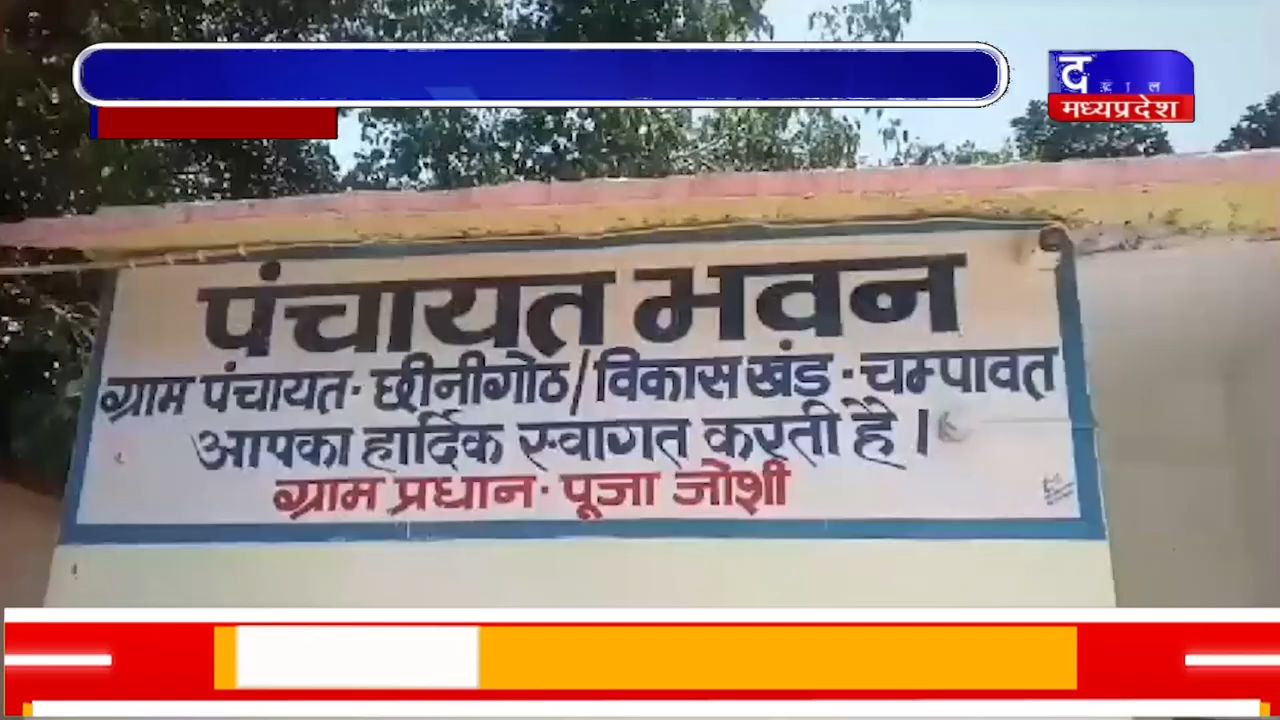 द
मध्यप्रदेश
पंचायत भवन
ग्राम पंचायत- छीनीगोठ/विकास खंड - चम्पावत
आपका हार्दिक स्वागत करती है ।
ग्राम प्रधान- पूजा जोशी